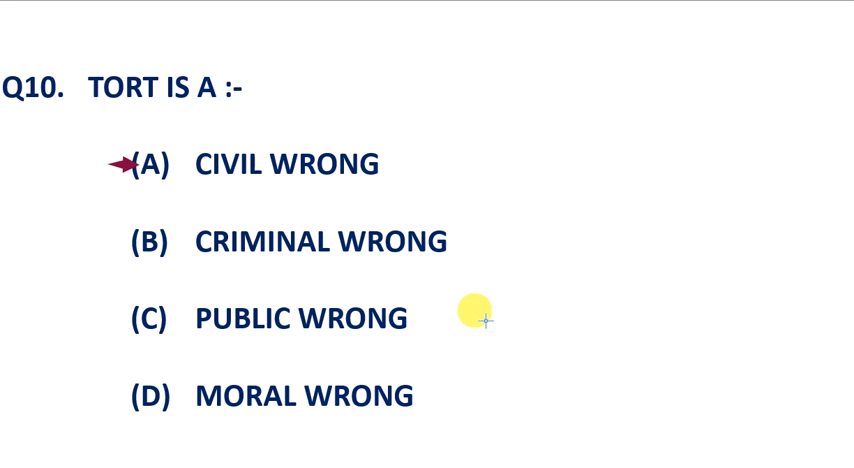 Q10. TORT IS A :-
(A) CIVIL WRONG
(B) CRIMINAL WRONG
(C) PUBLIC WRONG
(D) MORAL WRONG